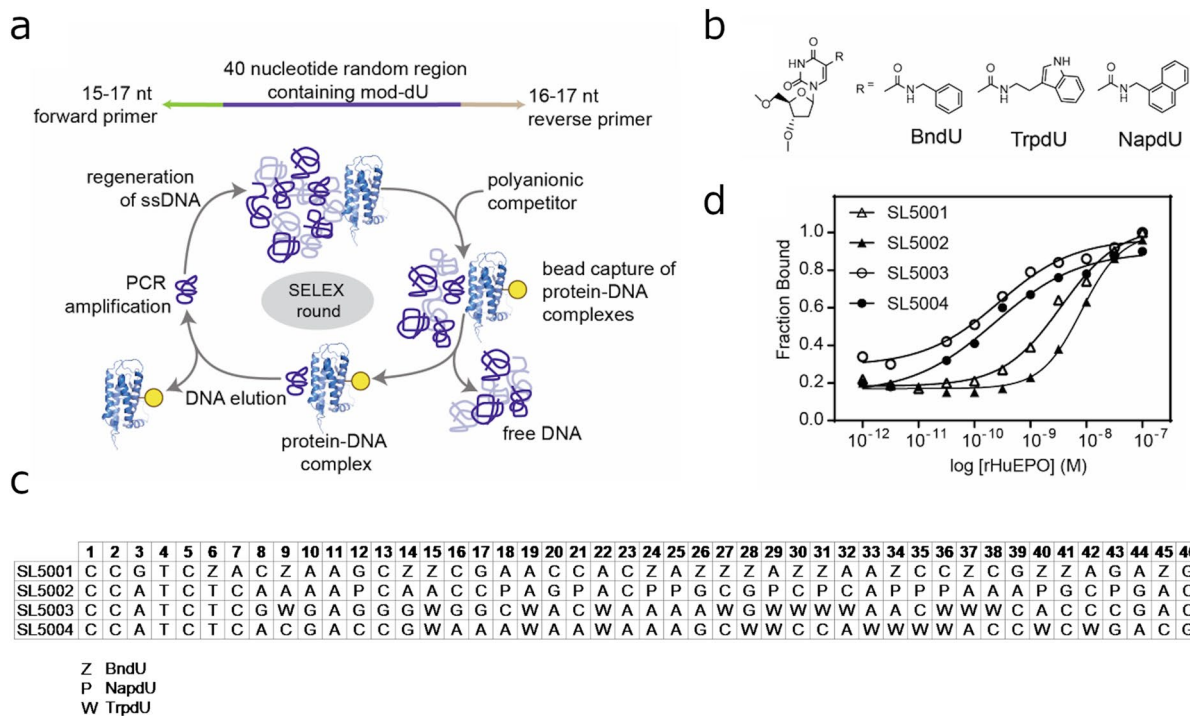 a
40 nucleotide random region
containing mod-dU
15-17 nt
forward primer
16-17 nt
reverse primer
regeneration
of ssDNA
polyanionic
competitor
PCR
amplification
SELEX
round
bead capture of
protein-DNA
complexes
DNA elution
protein-DNA
complex
free DNA
b
R =
BndU TrpdU NapdU
d
SL5001
SL5002
SL5003
SL5004
Fraction Bound
1.0
0.8
0.6
0.4
0.2
0.0
10-12 10-11 10-10 10-9 10-8 10-7
log [rHuEPO] (M)
c
1 2 3 4 5 6 7 8 9 10 11 12 13 14 15 16 17 18 19 20 21 22 23 24 25 26 27 28 29 30 31 32 33 34 35 36 37 38 39 40 41 42 43 44 45
SL5001 C C G T C Z A C Z A A G C Z Z C G A A C C A C Z A Z Z Z A Z Z A A Z C C Z C G Z Z A G A Z G
SL5002 C C A T C T C A A A A P C A A C C P A G P A C P P G C G P C P C A P P P A A A P G C P G A C
SL5003 C C A T C T C G W G A G G G W G G C W A C W A A A A W G W W W W A A C W W W C A C C C G A C
SL5004 C C A T C T C A C G A C C G W A A A W A A W A A A G C W W C C A W W W W A C C W C W G A C G
Z BndU
P NapdU
W TrpdU